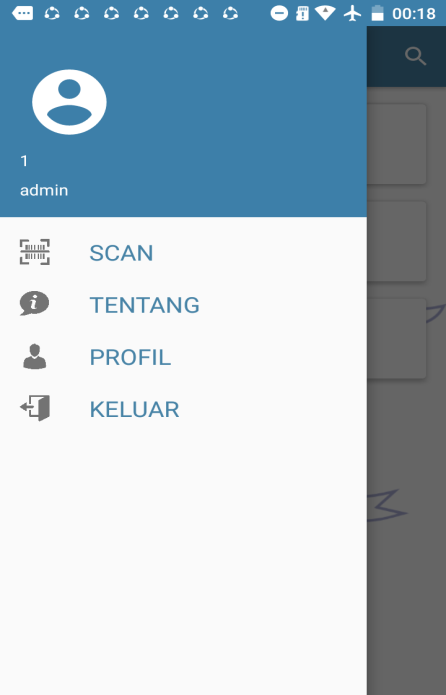 00:18
1
admin
SCAN
TENTANG
PROFIL
KELUAR